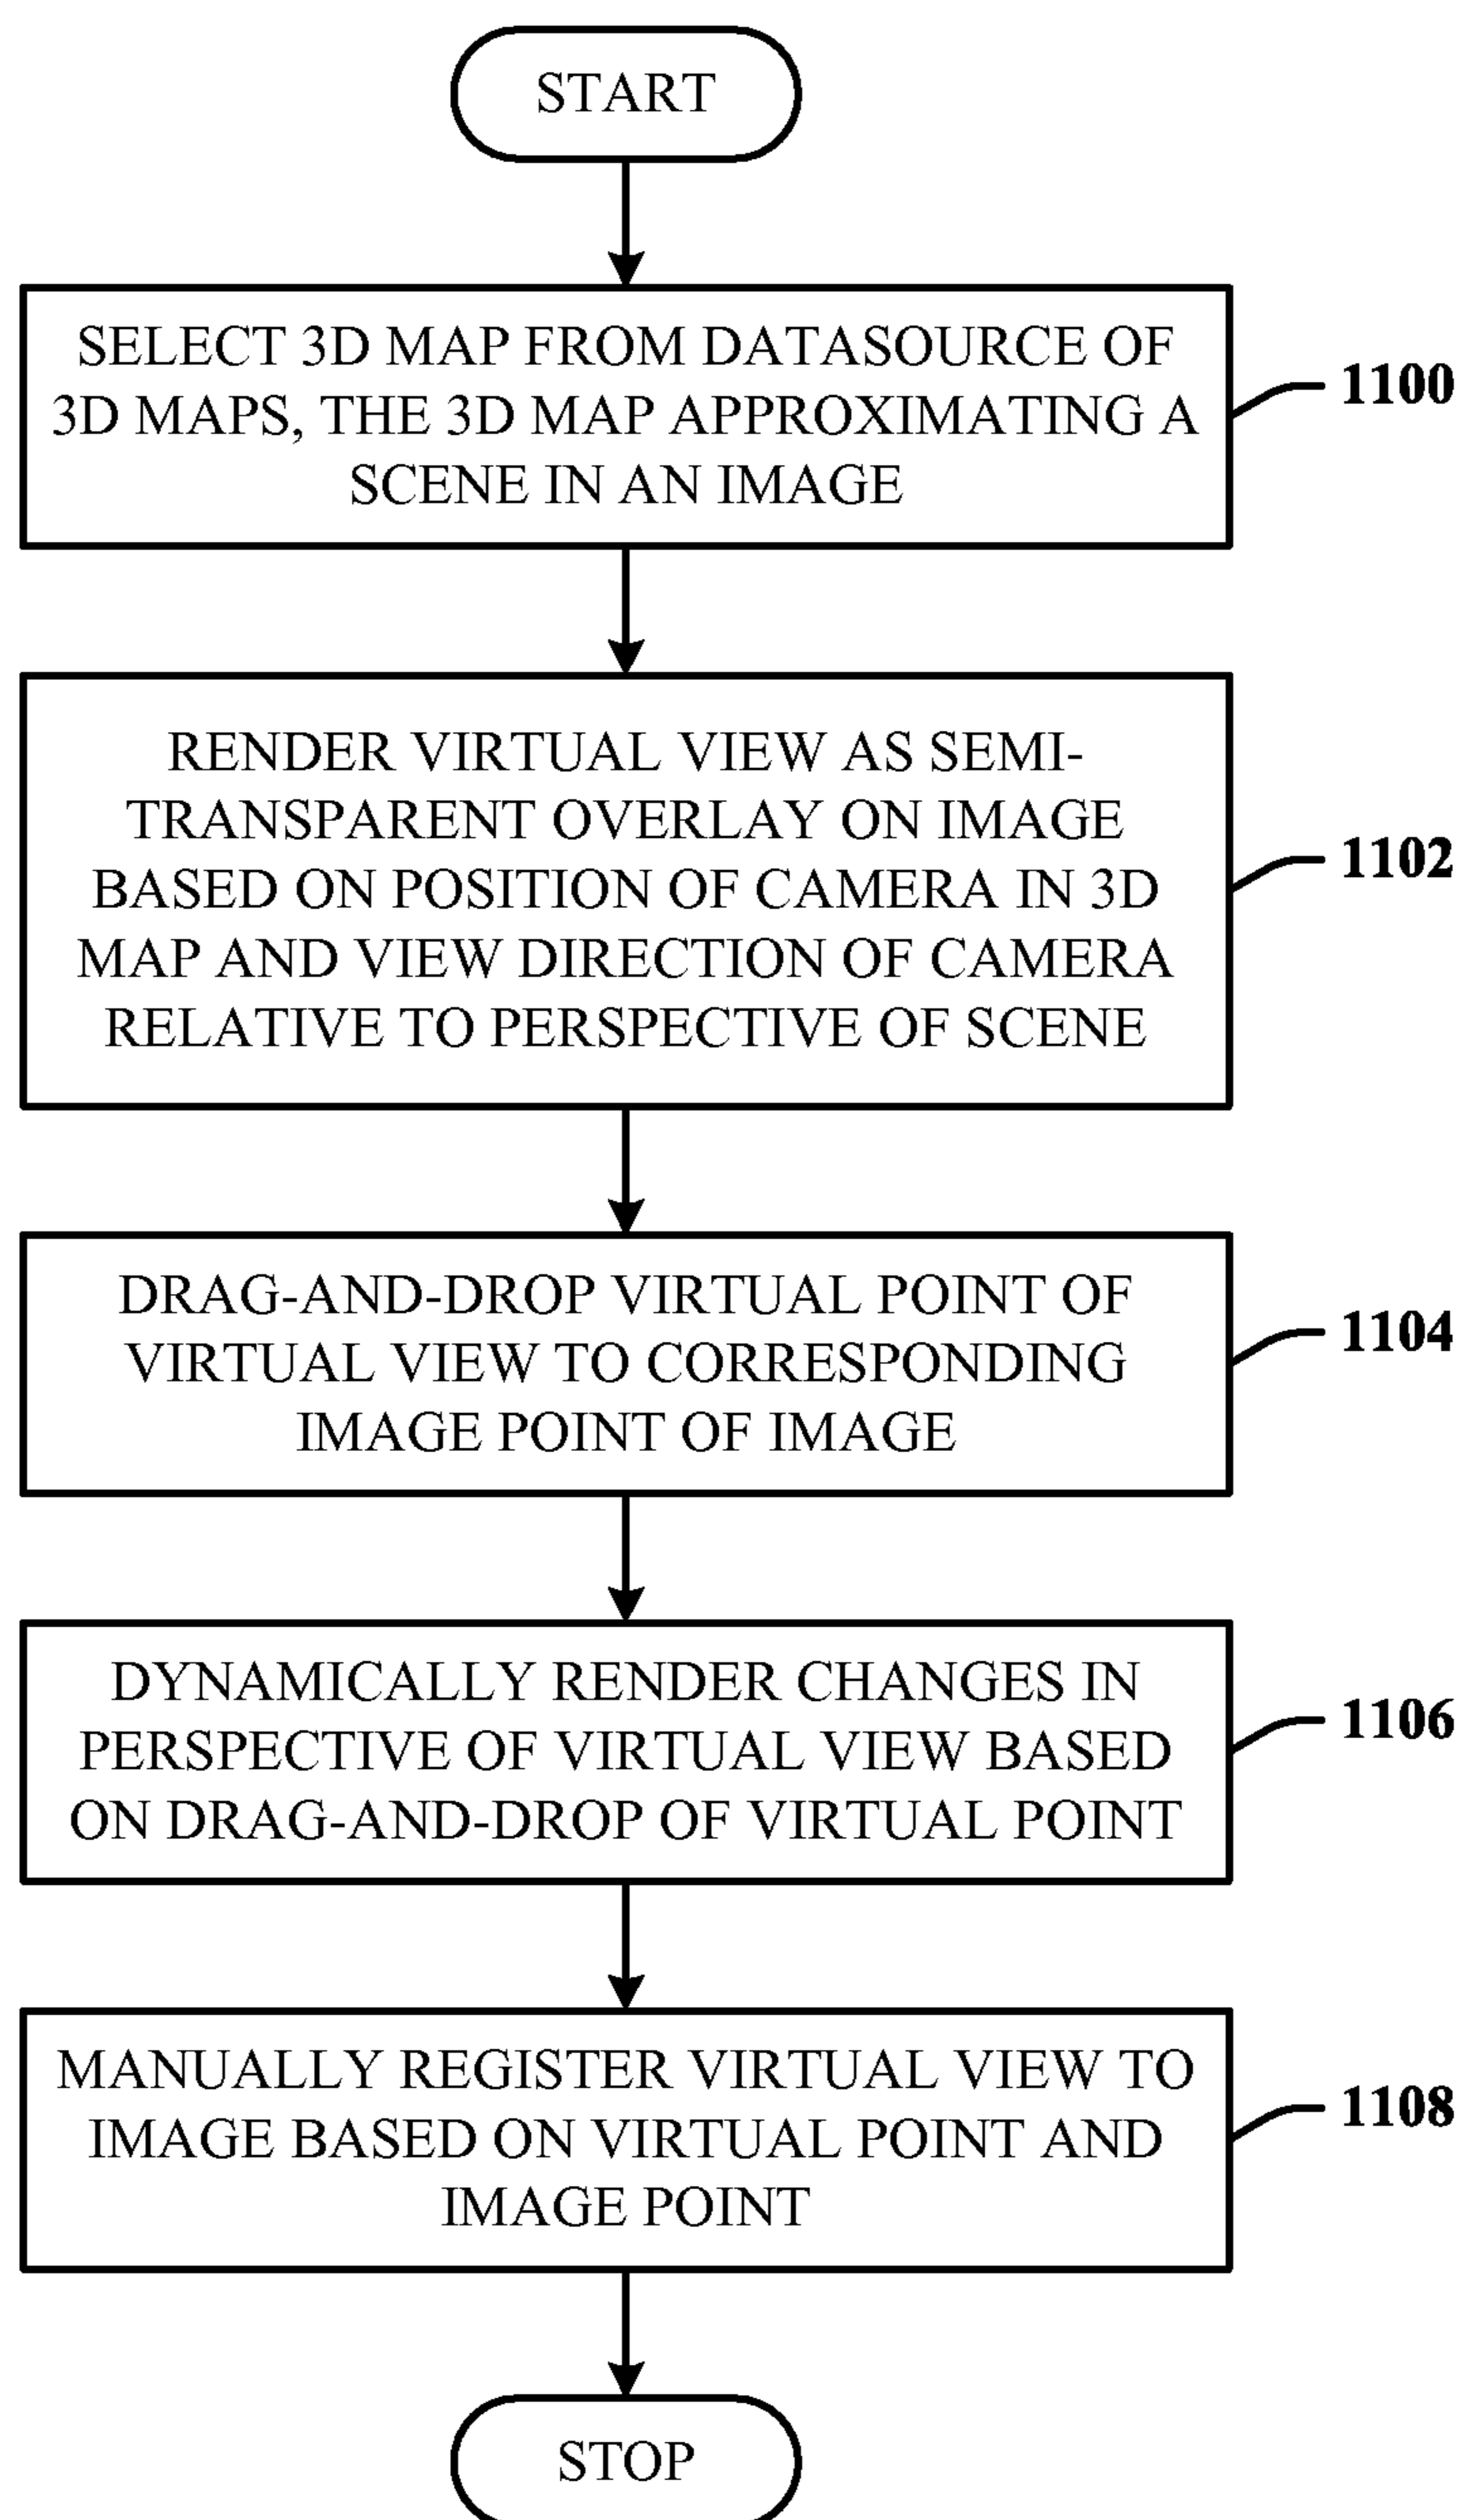 START
SELECT 3D MAP FROM DATASOURCE OF
3D MAPS, THE 3D MAP APPROXIMATING A
SCENE IN AN IMAGE
1100
RENDER VIRTUAL VIEW AS SEMI-
TRANSPARENT OVERLAY ON IMAGE
BASED ON POSITION OF CAMERA IN 3D
MAP AND VIEW DIRECTION OF CAMERA
RELATIVE TO PERSPECTIVE OF SCENE
1102
DRAG-AND-DROP VIRTUAL POINT OF
VIRTUAL VIEW TO CORRESPONDING
IMAGE POINT OF IMAGE
1104
DYNAMICALLY RENDER CHANGES IN
PERSPECTIVE OF VIRTUAL VIEW BASED
ON DRAG-AND-DROP OF VIRTUAL POINT
1106
MANUALLY REGISTER VIRTUAL VIEW TO
IMAGE BASED ON VIRTUAL POINT AND
IMAGE POINT
1108
STOP